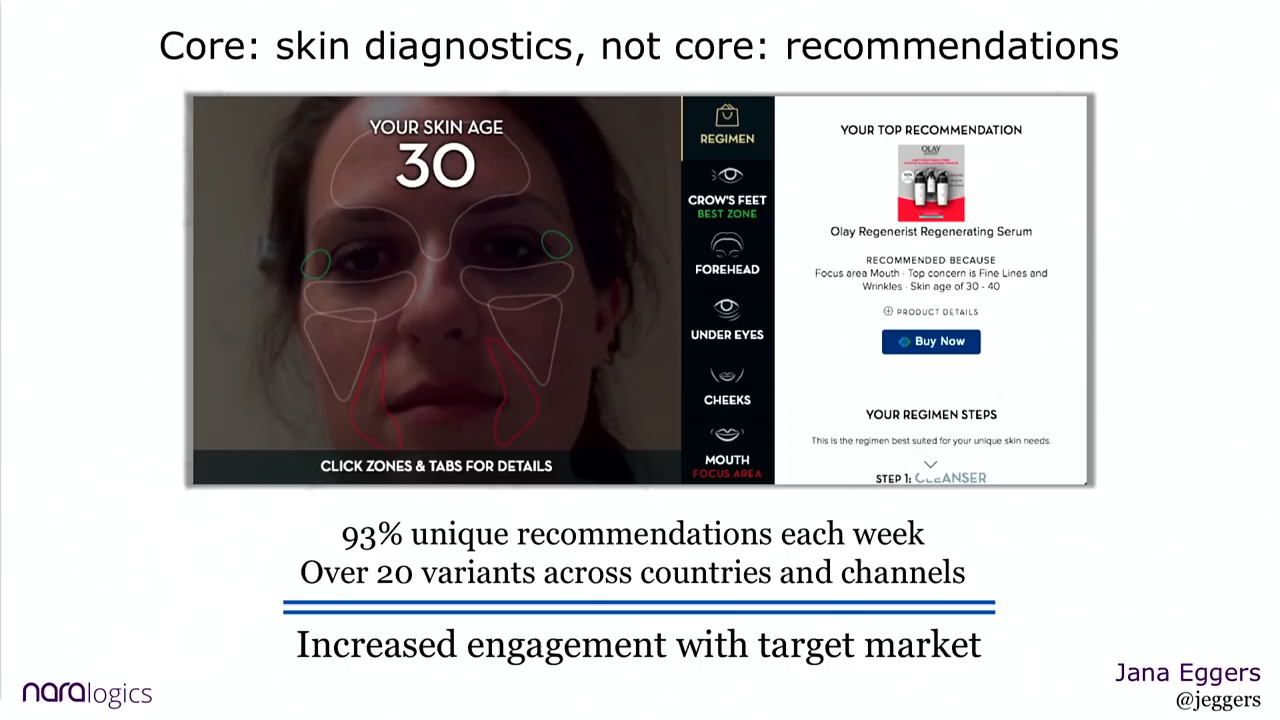 Core: skin diagnostics, not core: recommendations
YOUR SKIN AGE
30
CLICK ZONES & TABS FOR DETAILS
REGIMEN
CROW'S FEET
BEST ZONE
FOREHEAD
UNDER EYES
CHEEKS
MOUTH
FOCUS AREA
YOUR TOP RECOMMENDATION
OLAY
Olay Regenerist Regenerating Serum
RECOMMENDED BECAUSE
Focus area Mouth · Top concern is Fine Lines and
Wrinkles · Skin age of 30 - 40
PRODUCT DETAILS
Buy Now
YOUR REGIMEN STEPS
This is the regimen best suited for your unique skin needs.
STEP 1: CLEANSER
93% unique recommendations each week
Over 20 variants across countries and channels
Increased engagement with target market
naralogics
Jana Eggers
@jeggers